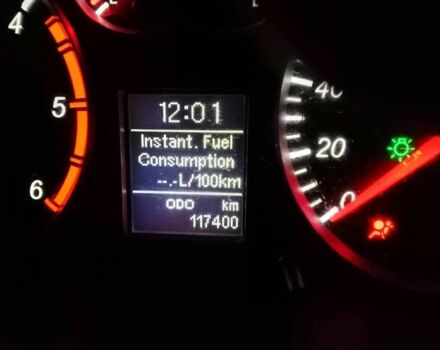 4
5
6
12:01
Instant. Fuel
Consumption
--.-L/100km
ODO km
117400
40
20
0